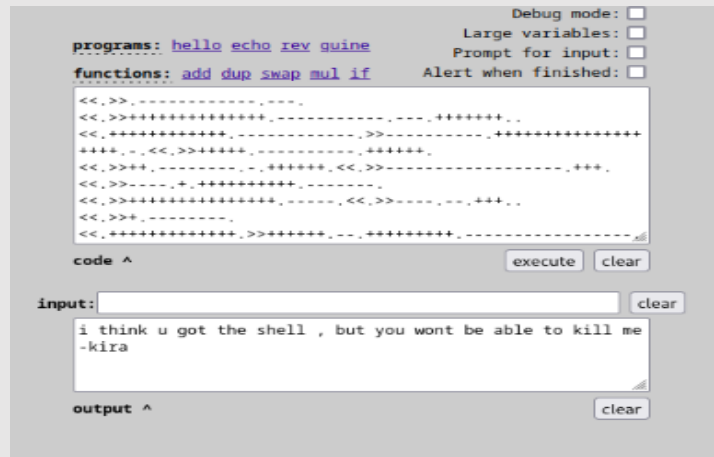 Debug mode:
Large variables:
programs: hello echo rev quine
Prompt for input:
functions: add dup swap mul if
Alert when finished:
<<.>>.------------.---.
<<.>>++++++++++++++.-----------.---.+++++++..
<<.++++++++++++.------------.>>-----------.+++++++++++++++
++++.-.<<.>>+++++.----------.++++++.
<<.>>++.--------.-.++++++.<<.>>------------------.+++.
<<.>>----.+.++++++++++.-------.
<<.>>+++++++++++++++.-----.<<.>>----.--.+++..
<<.>>+.--------.
<<.+++++++++++++.>>++++++.--.+++++++++.-----------------.
code ^
execute
clear
input:
clear
i think u got the shell , but you wont be able to kill me
-kira
output ^
clear